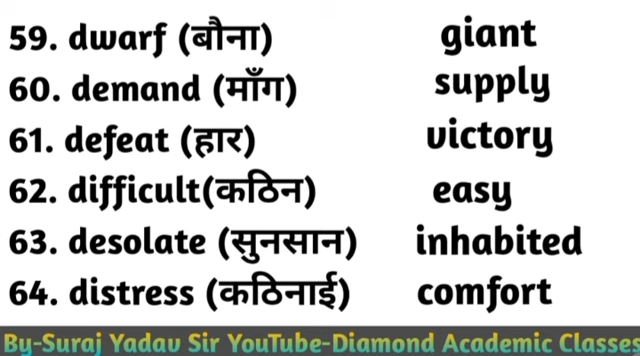 59. dwarf (बौना) giant
60. demand (माँग) supply
61. defeat (हार) victory
62. difficult(कठिन) easy
63. desolate (सुनसान) inhabited
64. distress (कठिनाई) comfort
By-Suraj Yadav Sir YouTube-Diamond Academic Classes